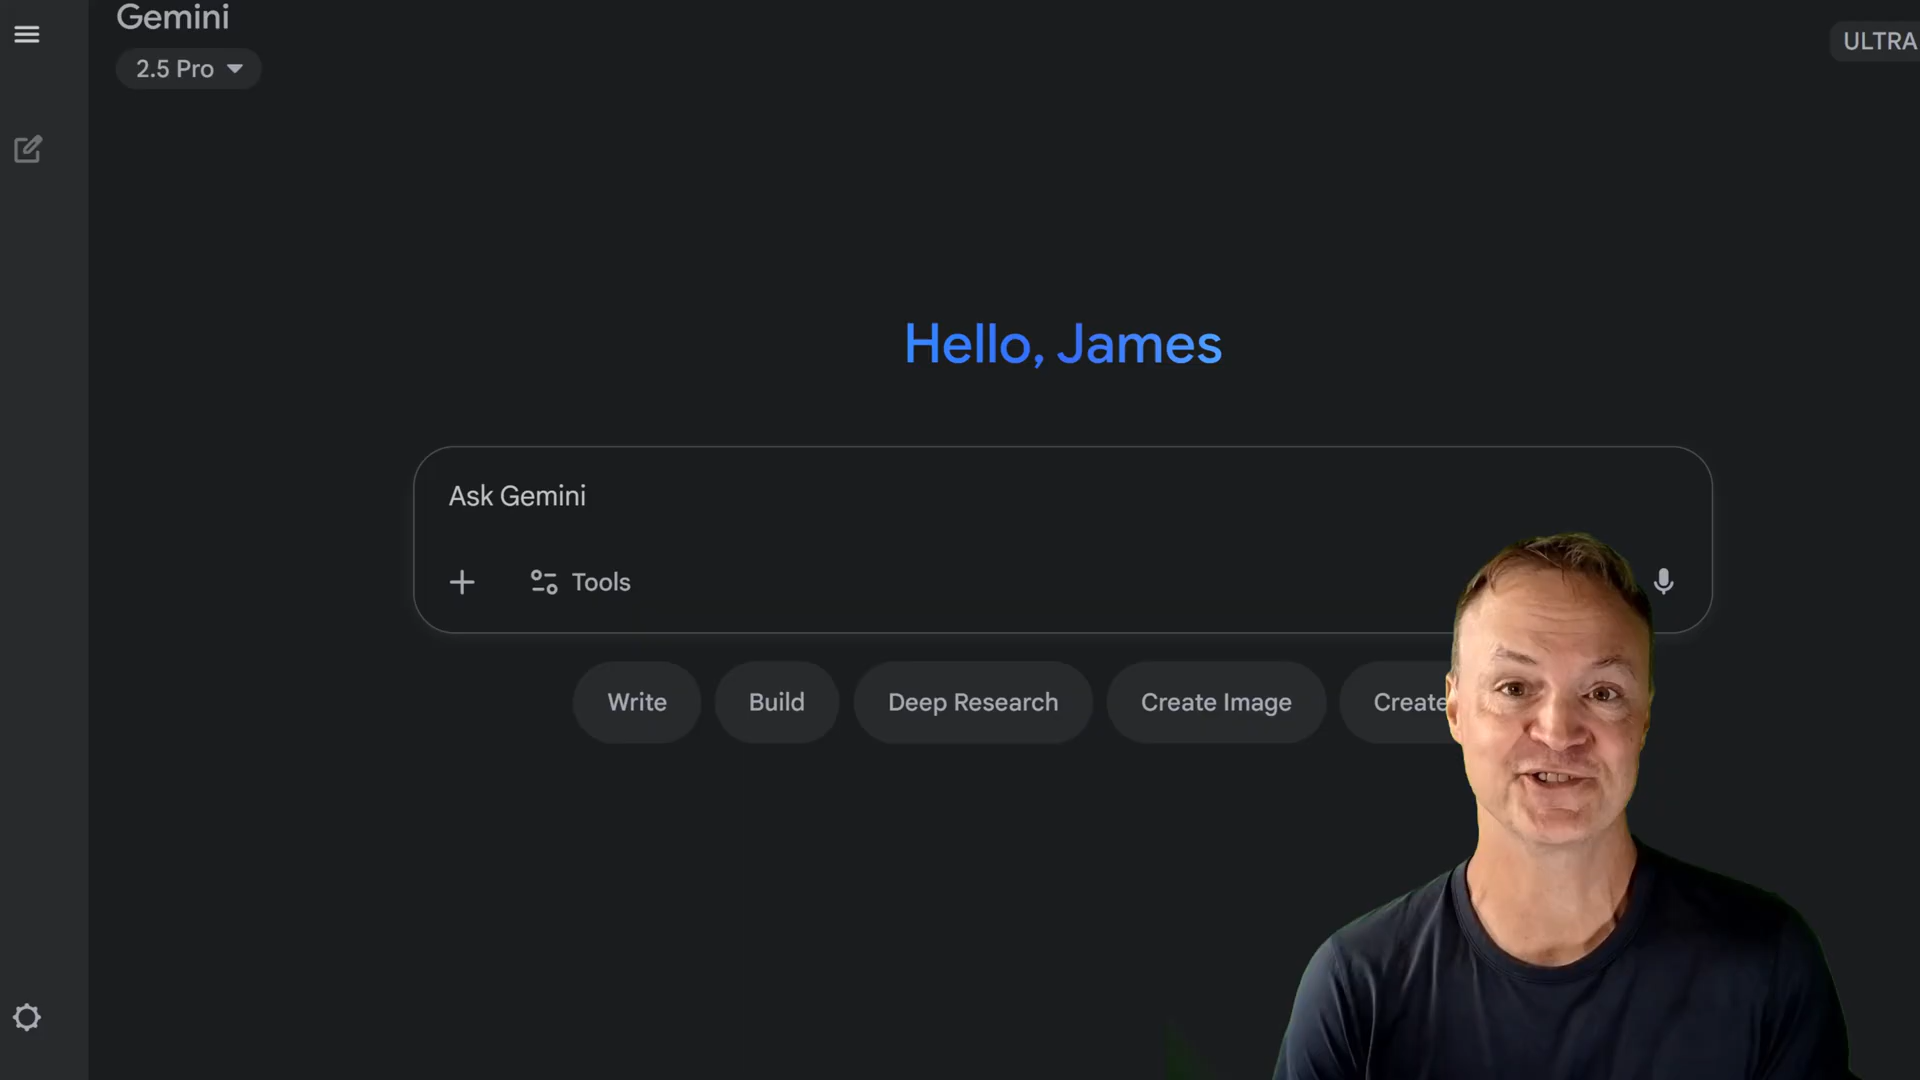 Gemini
2.5 Pro
ULTRA
Hello, James
Ask Gemini
Tools
Write
Build
Deep Research
Create Image
Create